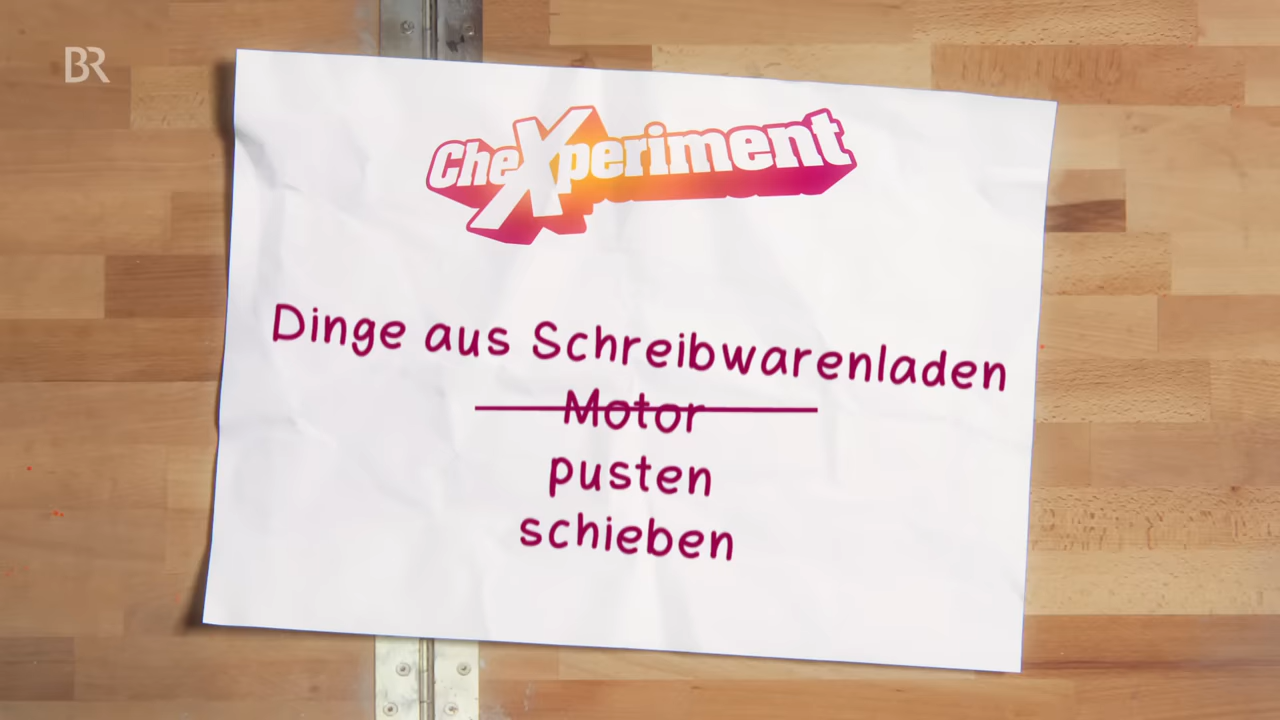 BR
CheXperiment
Dinge aus Schreibwarenladen
Motor
pusten
schieben